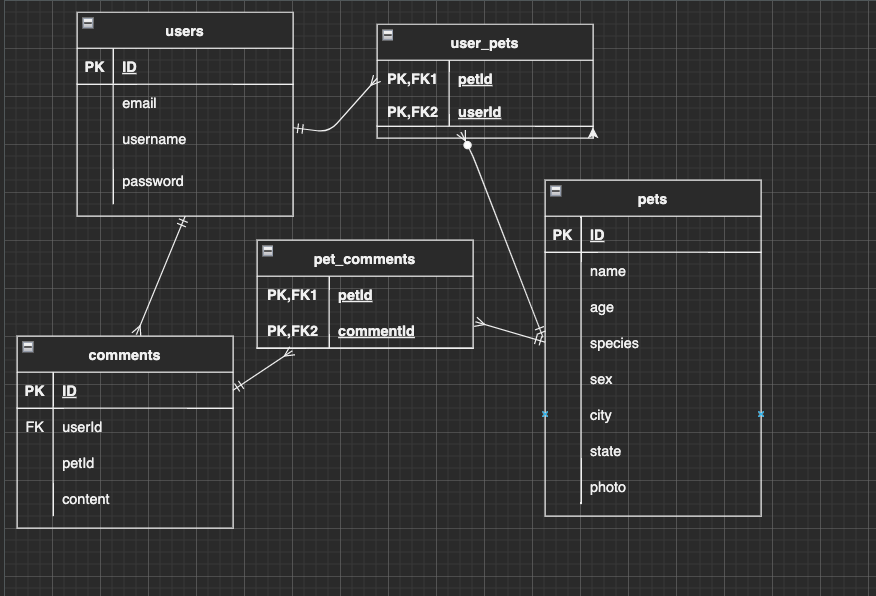 users
PK ID
email
username
password
user_pets
PK,FK1 petId
PK,FK2 userId
pets
PK ID
name
age
species
sex
city
state
photo
pet_comments
PK,FK1 petId
PK,FK2 commentId
comments
PK ID
FK userId
petId
content